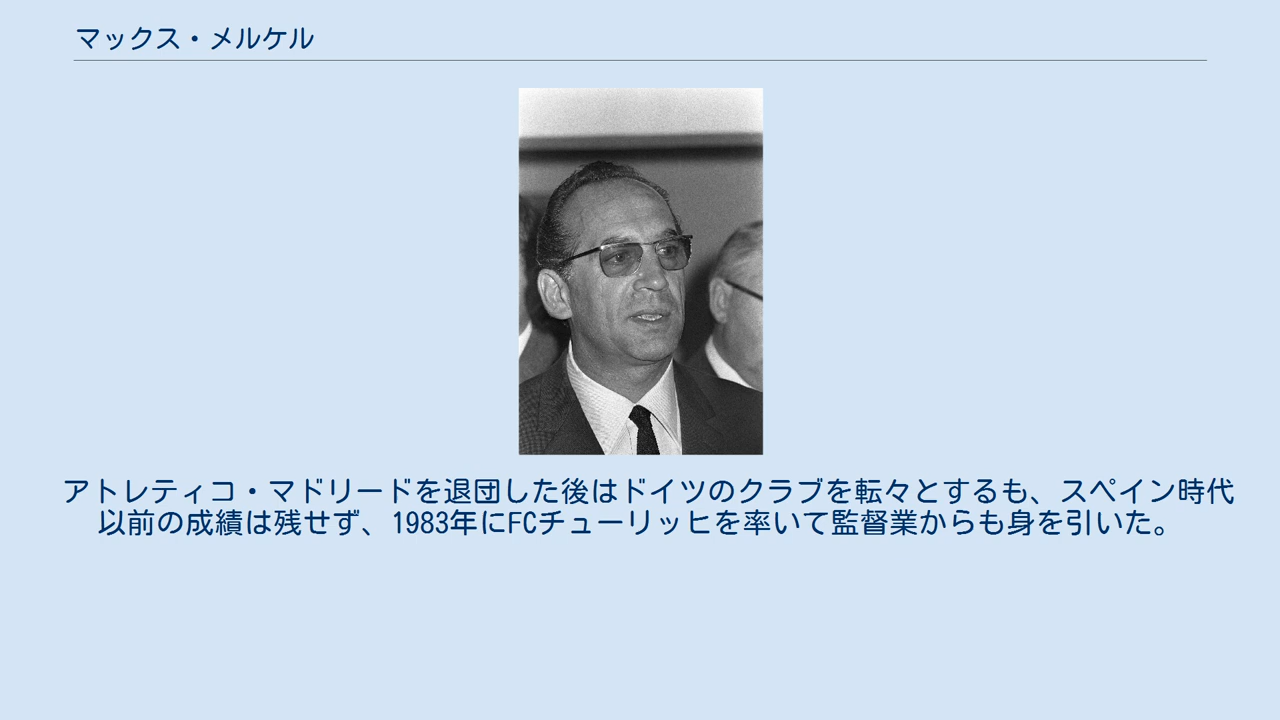 マックス・メルケル
アトレティコ・マドリードを退団した後はドイツのクラブを転々とするも、スペイン時代
以前の成績は残せず、1983年にFCチューリッヒを率いて監督業からも身を引いた。